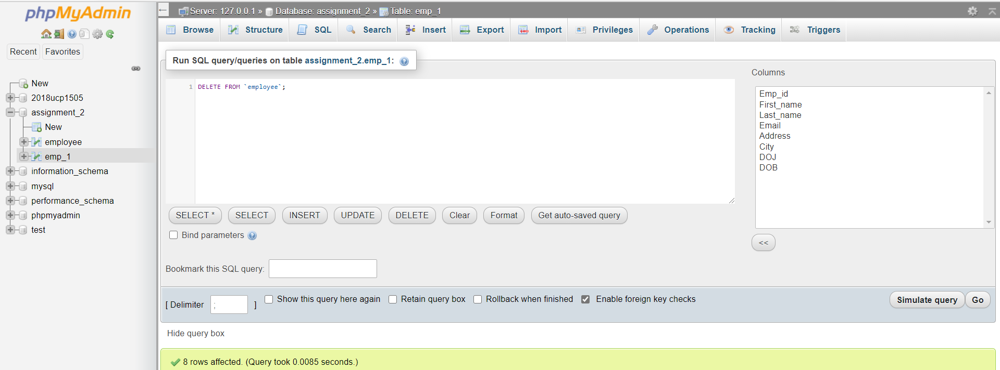 phpMyAdmin
Recent Favorites
New
2018ucp1505
assignment_2
New
employee
emp_1
information_schema
mysql
performance_schema
phpmyadmin
test
← Server: 127.0.0.1 » Database: assignment_2 » Table: emp_1
Browse Structure SQL Search Insert Export Import Privileges Operations Tracking Triggers
Run SQL query/queries on table assignment_2.emp_1:
1 DELETE FROM `employee`;
Columns
Emp_id
First_name
Last_name
Email
Address
City
DOJ
DOB
SELECT * SELECT INSERT UPDATE DELETE Clear Format Get auto-saved query
<<
Bind parameters
Bookmark this SQL query:
[ Delimiter ; ] Show this query here again Retain query box Rollback when finished Enable foreign key checks Simulate query Go
Hide query box
8 rows affected. (Query took 0.0085 seconds.)